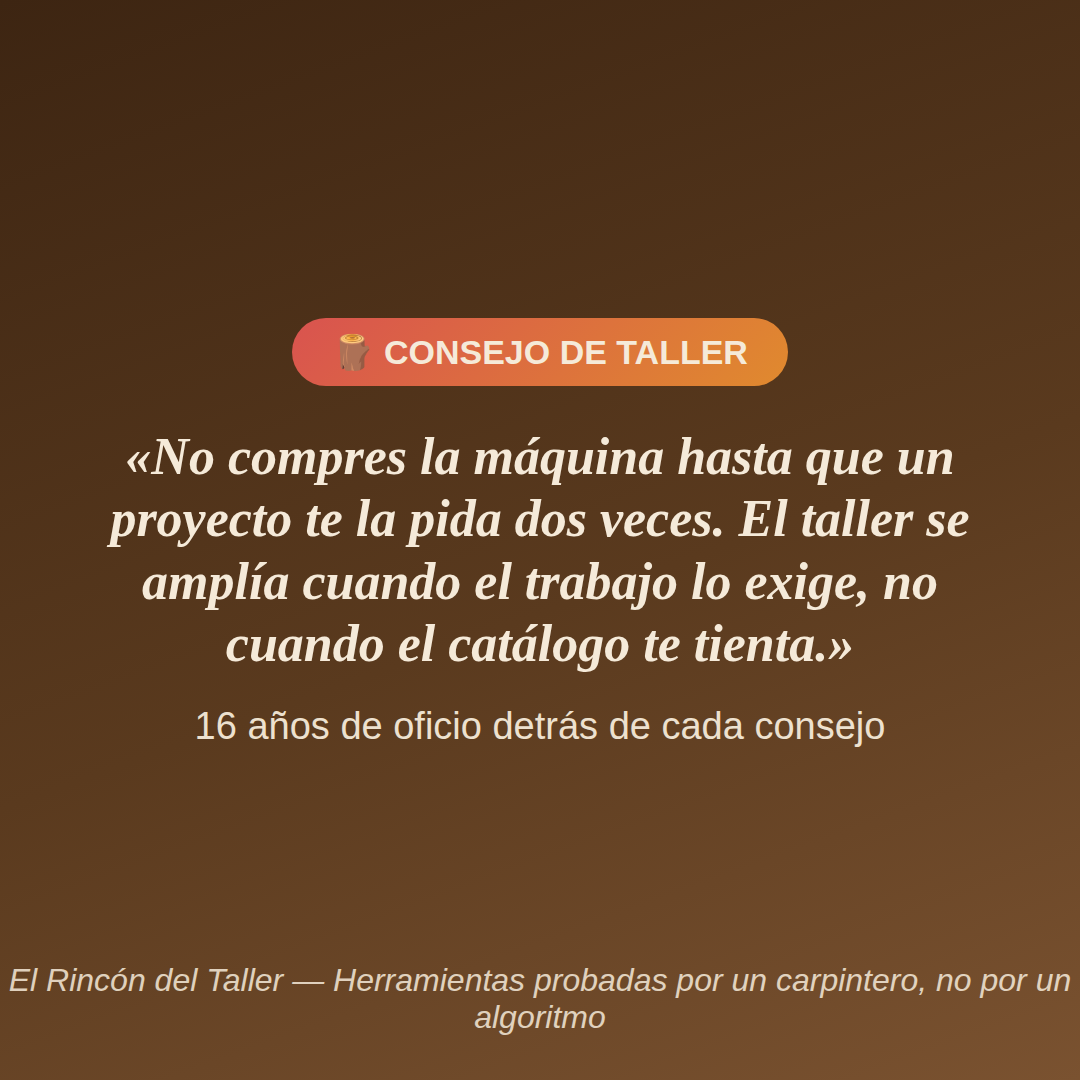 🪵 CONSEJO DE TALLER
«No compres la máquina hasta que un
proyecto te la pida dos veces. El taller se
amplía cuando el trabajo lo exige, no
cuando el catálogo te tienta.»
16 años de oficio detrás de cada consejo
El Rincón del Taller — Herramientas probadas por un carpintero, no por un
algoritmo